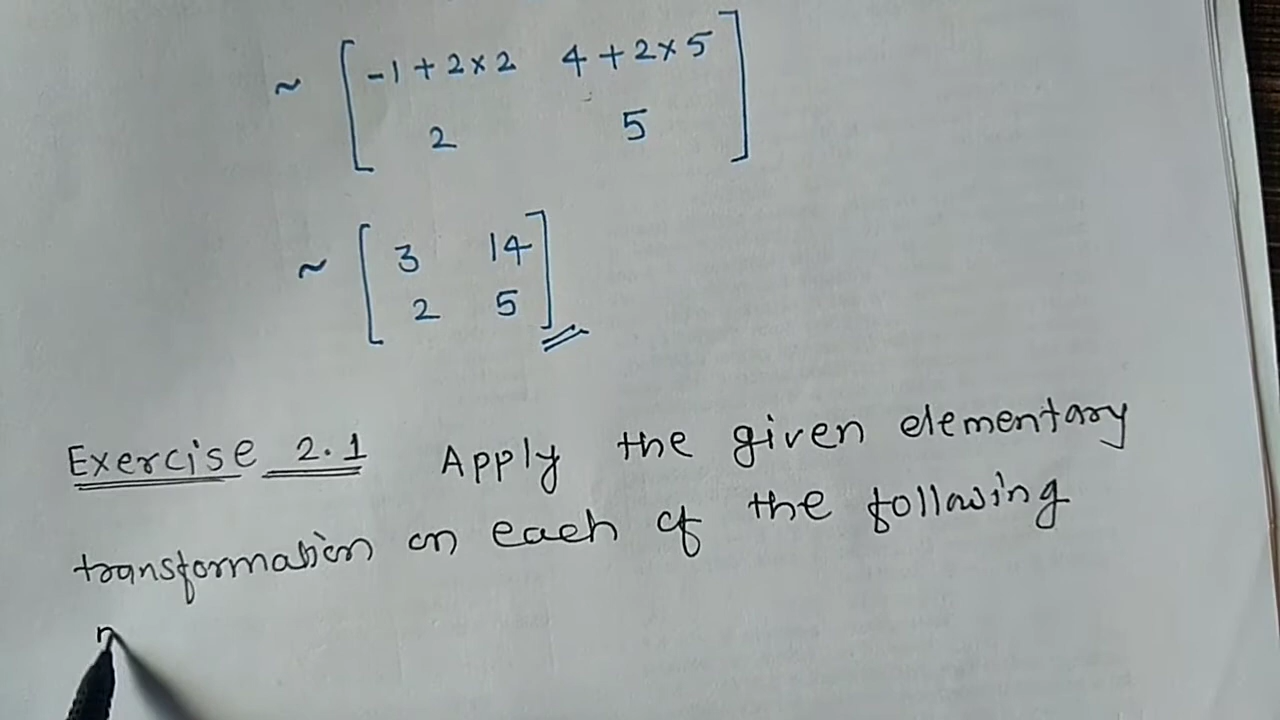 ~ [ -1 + 2 × 2 4 + 2 × 5
2 5 ]
~ [ 3 14
2 5 ]
Exercise 2.1 Apply the given elementary
transformation on each of the following
m